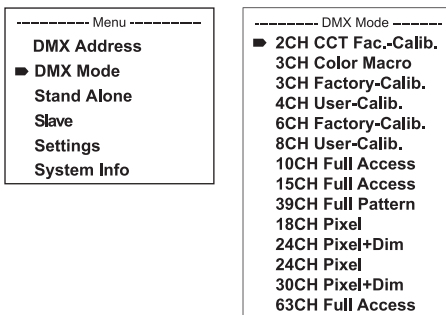 ---------- Menu ----------
DMX Address
➨ DMX Mode
Stand Alone
Slave
Settings
System Info
---------- DMX Mode ----------
➨ 2CH CCT Fac.-Calib.
3CH Color Macro
3CH Factory-Calib.
4CH User-Calib.
6CH Factory-Calib.
8CH User-Calib.
10CH Full Access
15CH Full Access
39CH Full Pattern
18CH Pixel
24CH Pixel+Dim
24CH Pixel
30CH Pixel+Dim
63CH Full Access